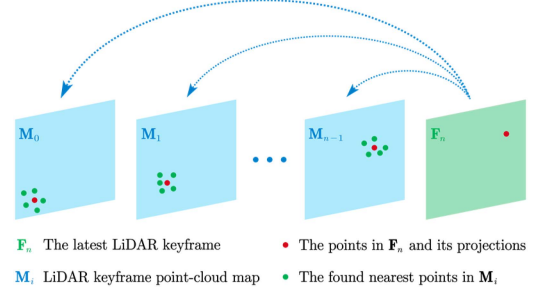 M₀ M₁ Mₙ₋₁ Fₙ
Fₙ The latest LiDAR keyframe
The points in Fₙ and its projections
Mᵢ LiDAR keyframe point-cloud map
The found nearest points in Mᵢ